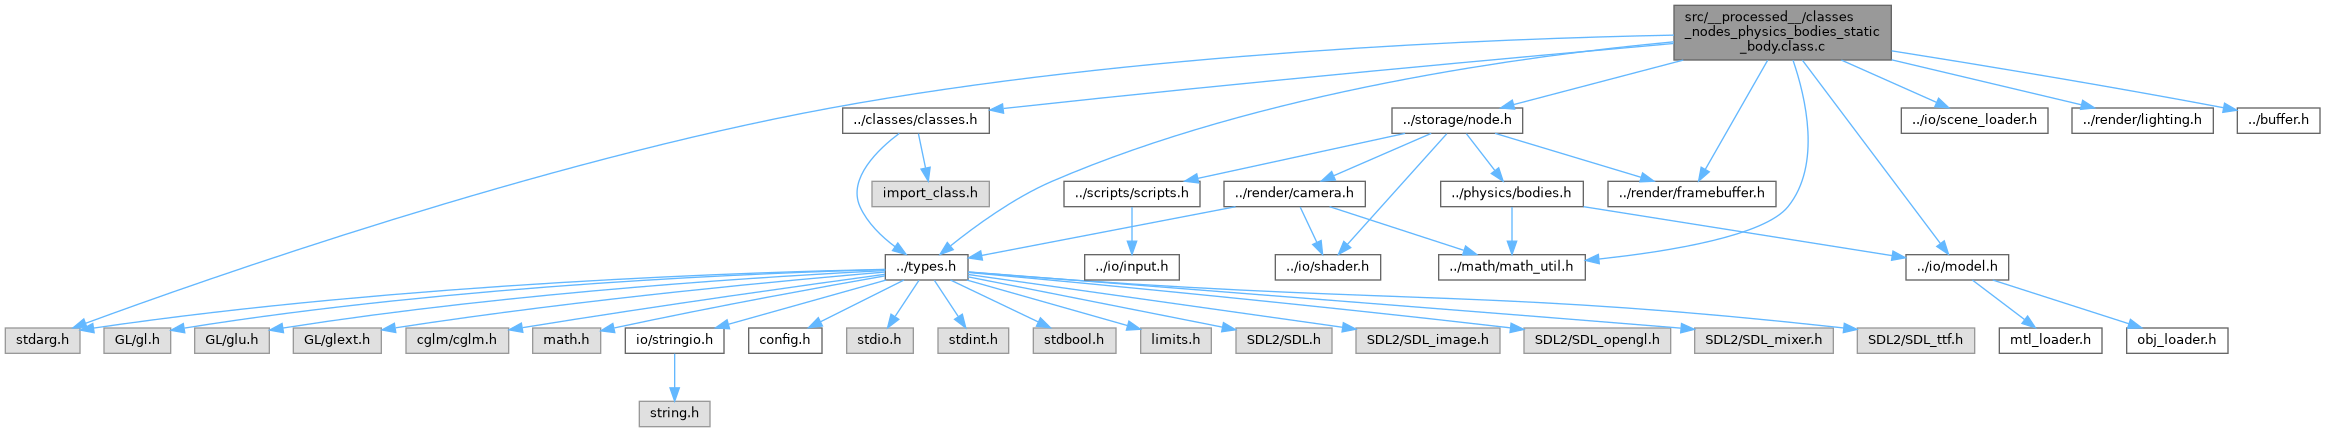 src/__processed__/classes
_nodes_physics_bodies_static
_body.class.c
../classes/classes.h
../storage/node.h
../io/scene_loader.h
../render/lighting.h
../buffer.h
import_class.h
../scripts/scripts.h
../render/camera.h
../physics/bodies.h
../render/framebuffer.h
../types.h
../io/input.h
../io/shader.h
../math/math_util.h
../io/model.h
stdarg.h
GL/gl.h
GL/glu.h
GL/glext.h
cglm/cglm.h
math.h
io/stringio.h
config.h
stdio.h
stdint.h
stdbool.h
limits.h
SDL2/SDL.h
SDL2/SDL_image.h
SDL2/SDL_opengl.h
SDL2/SDL_mixer.h
SDL2/SDL_ttf.h
mtl_loader.h
obj_loader.h
string.h